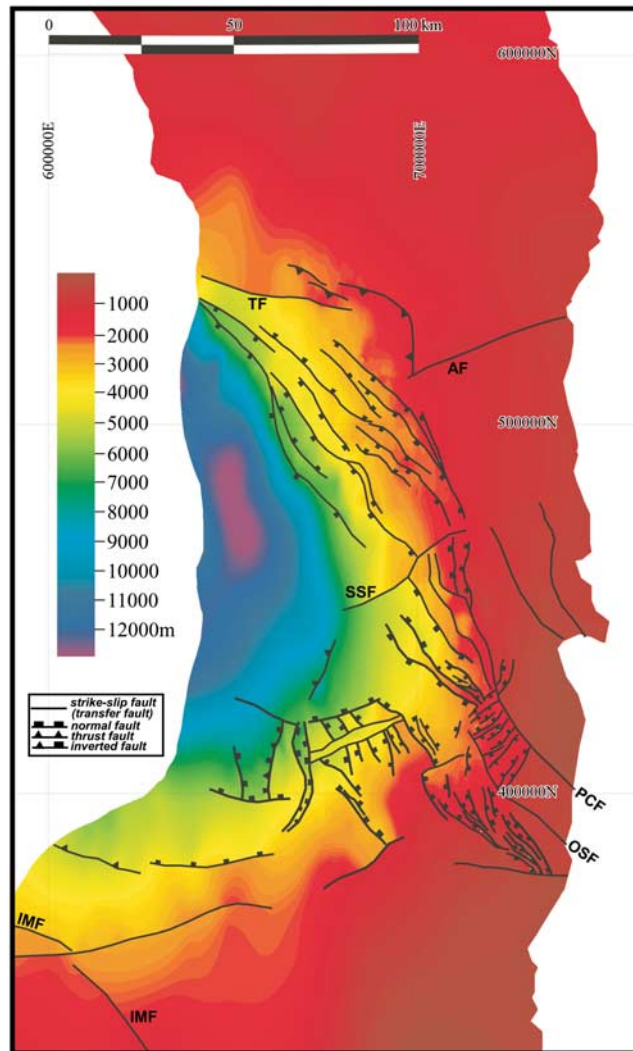 0 50 100 km
600000N
600000E
700000E
TF
AF
1000
2000
3000
4000
5000
6000
7000
8000
9000
10000
11000
12000m
500000N
SSF
strike-slip fault
(transfer fault)
normal fault
thrust fault
inverted fault
400000N
PCF
OSF
IMF
IMF